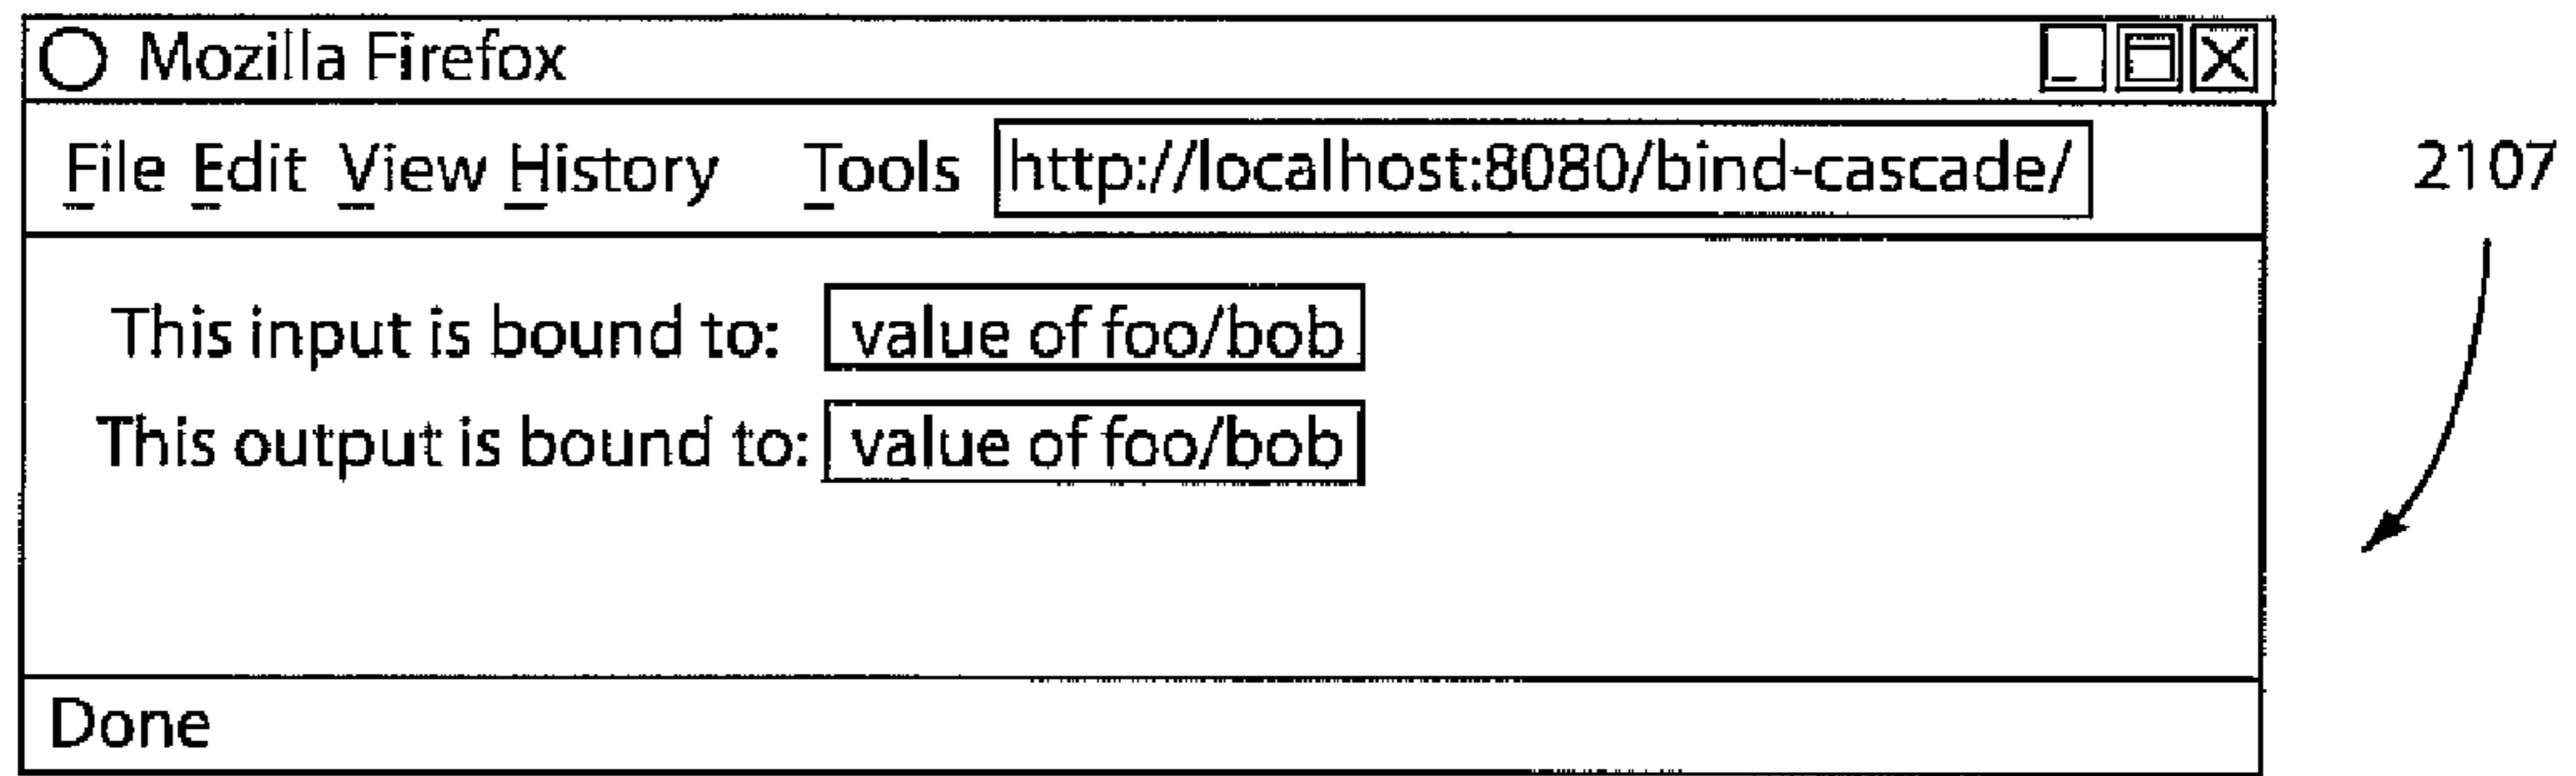 Mozilla Firefox
File Edit View History Tools http://localhost:8080/bind-cascade/
2107
This input is bound to: value of foo/bob
This output is bound to: value of foo/bob
Done